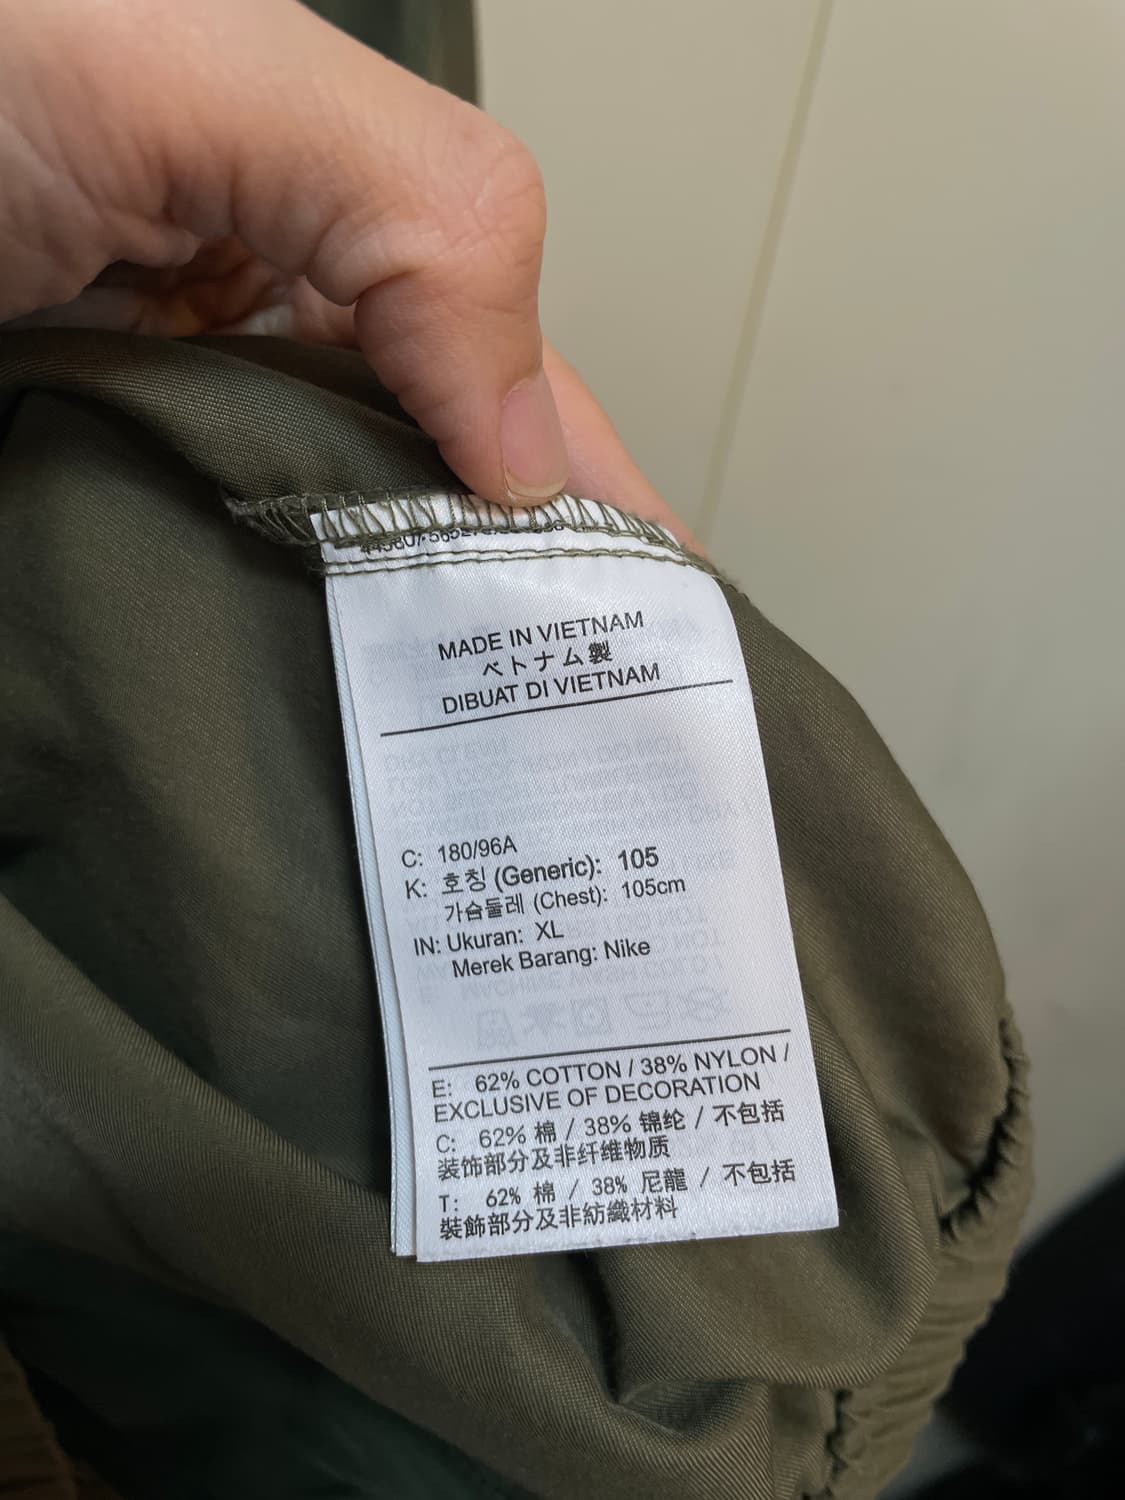 MADE IN VIETNAM
ベトナム製
DIBUAT DI VIETNAM
C: 180/96A
K: 호칭 (Generic): 105
가슴둘레 (Chest): 105cm
IN: Ukuran: XL
Merek Barang: Nike
E: 62% COTTON / 38% NYLON /
EXCLUSIVE OF DECORATION
C: 62% 棉 / 38% 锦纶 / 不包括
装饰部分及非纤维物质
T: 62% 棉 / 38% 尼龍 / 不包括
裝飾部分及非紡織材料